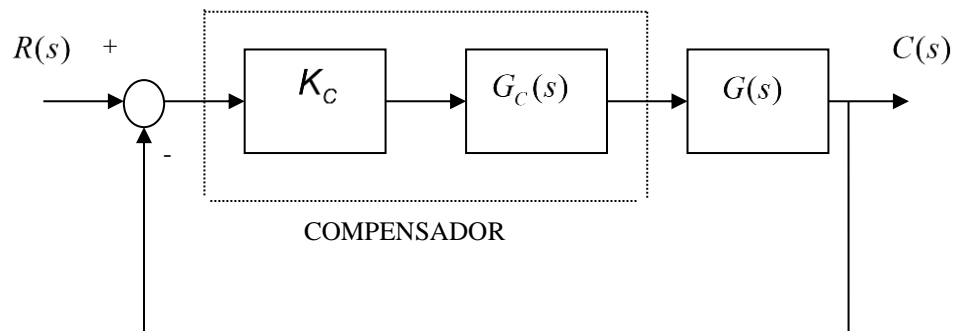 R(s) + C(s)
K_C G_C(s) G(s)
-
COMPENSADOR